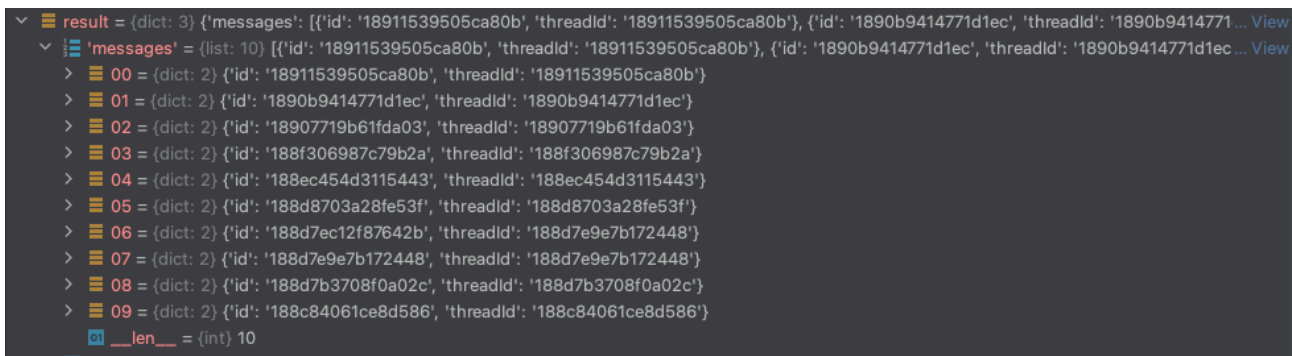 result = {dict: 3} {'messages': [{'id': '18911539505ca80b', 'threadId': '18911539505ca80b'}, {'id': '1890b9414771d1ec', 'threadId': '1890b9414771... View
'messages' = {list: 10} [{'id': '18911539505ca80b', 'threadId': '18911539505ca80b'}, {'id': '1890b9414771d1ec', 'threadId': '1890b9414771d1ec... View
00 = {dict: 2} {'id': '18911539505ca80b', 'threadId': '18911539505ca80b'}
01 = {dict: 2} {'id': '1890b9414771d1ec', 'threadId': '1890b9414771d1ec'}
02 = {dict: 2} {'id': '18907719b61fda03', 'threadId': '18907719b61fda03'}
03 = {dict: 2} {'id': '188f306987c79b2a', 'threadId': '188f306987c79b2a'}
04 = {dict: 2} {'id': '188ec454d3115443', 'threadId': '188ec454d3115443'}
05 = {dict: 2} {'id': '188d8703a28fe53f', 'threadId': '188d8703a28fe53f'}
06 = {dict: 2} {'id': '188d7ec12f87642b', 'threadId': '188d7e9e7b172448'}
07 = {dict: 2} {'id': '188d7e9e7b172448', 'threadId': '188d7e9e7b172448'}
08 = {dict: 2} {'id': '188d7b3708f0a02c', 'threadId': '188d7b3708f0a02c'}
09 = {dict: 2} {'id': '188c84061ce8d586', 'threadId': '188c84061ce8d586'}
01 __len__ = {int} 10